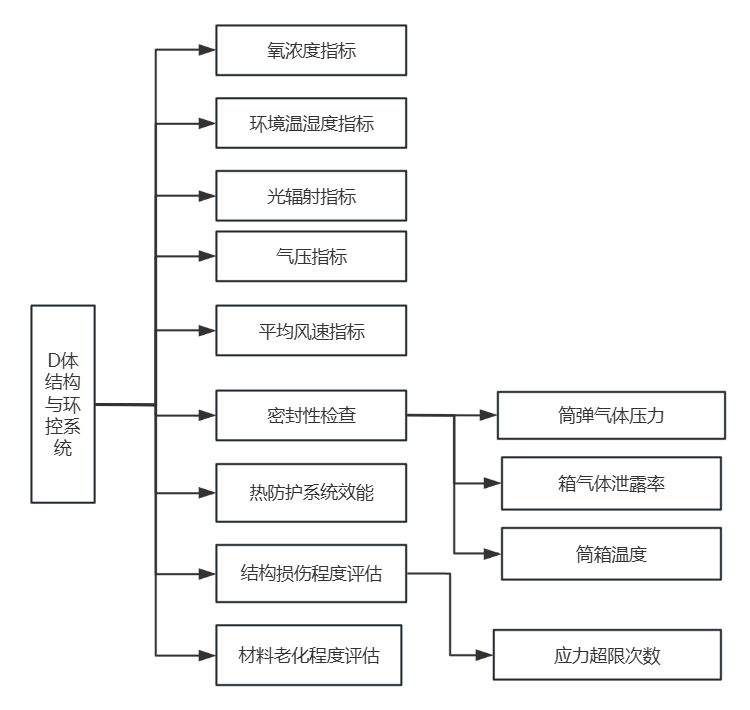 氧浓度指标
环境温湿度指标
光辐射指标
气压指标
平均风速指标
D体
结构
与环
控系
统
密封性检查
筒弹气体压力
箱气体泄露率
筒箱温度
热防护系统效能
结构损伤程度评估
应力超限次数
材料老化程度评估